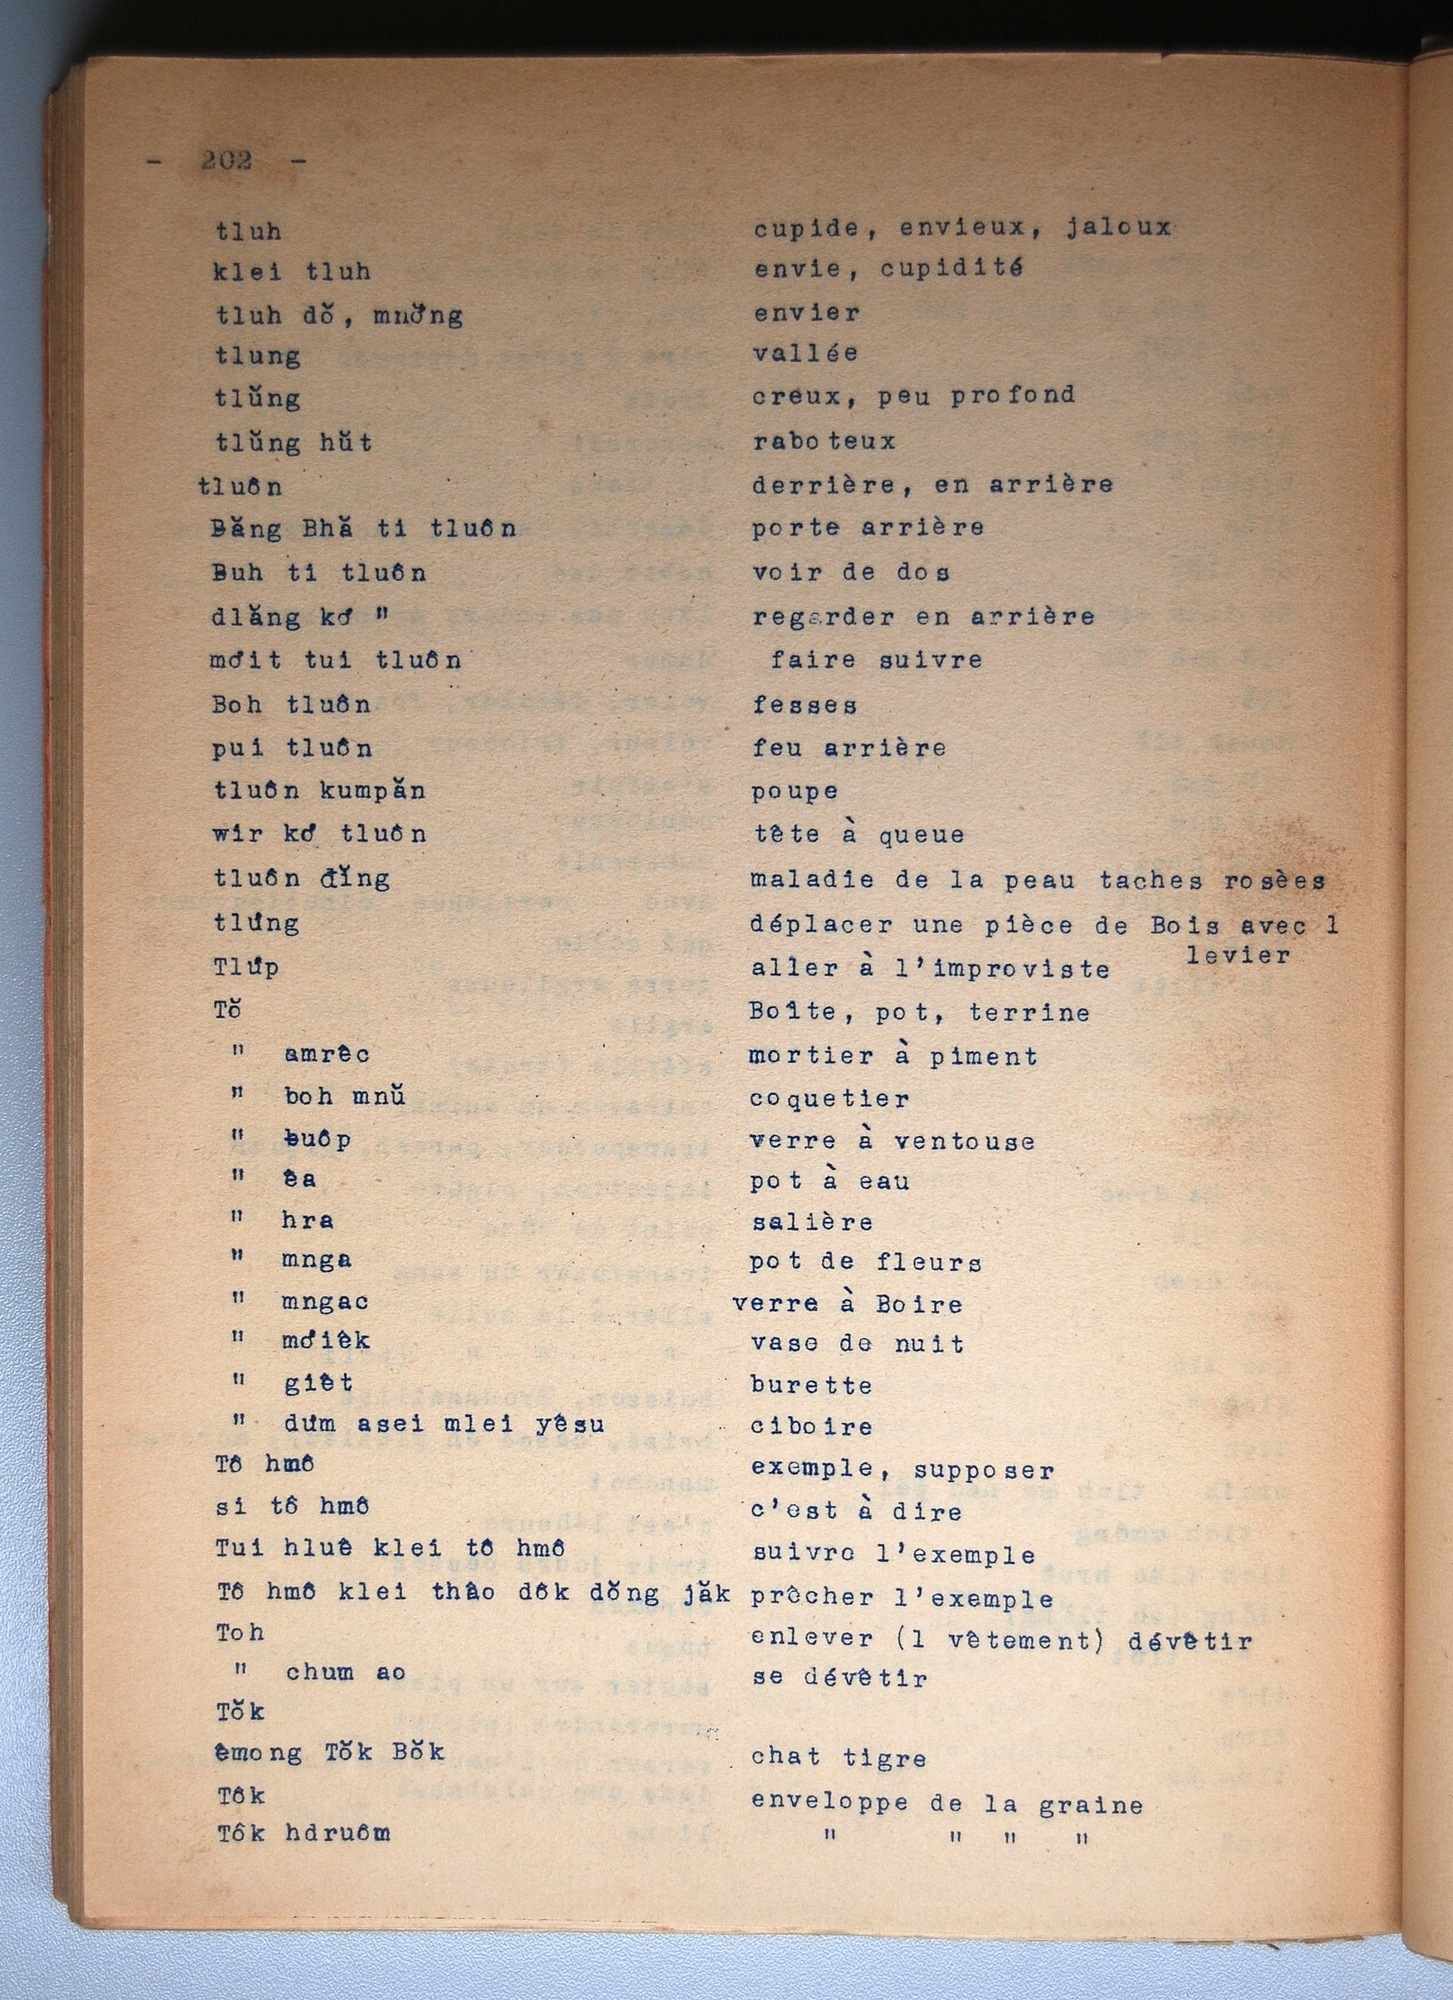 - 202 -
tluh cupide, envieux, jaloux
klei tluh envie, cupidité
tluh dŏ, mnơ̆ng envier
tlung vallée
tlŭng creux, peu profond
tlŭng hŭt raboteux
tluôn derrière, en arrière
Ƀăng Bhă ti tluôn porte arrière
Ƀuh ti tluôn voir de dos
dlăng kơ " regarder en arrière
mơit tui tluôn faire suivre
Boh tluôn fesses
pui tluôn feu arrière
tluôn kumpăn poupe
wir kơ tluôn tête à queue
tluôn đĭng maladie de la peau taches rosèes
tlưng déplacer une pièce de Bois avec 1
levier
Tlưp aller à l'improviste
Tŏ Boîte, pot, terrine
" amrêc mortier à piment
" boh mnŭ coquetier
" ƀuôp verre à ventouse
" êa pot à eau
" hra salière
" mnga pot de fleurs
" mngac verre à Boire
" mơiêk vase de nuit
" giêt burette
" dưm asei mlei yêsu ciboire
Tô hmô exemple, supposer
si tô hmô c'est à dire
Tui hluê klei tô hmô suivre l'exemple
Tô hmô klei thâo dôk dŏng jăk prêcher l'exemple
Toh enlever (1 vêtement) dévêtir
" chum ao se dévêtir
Tŏk
êmong Tŏk Bŏk chat tigre
Tôk enveloppe de la graine
Tôk hdruôm " " " "